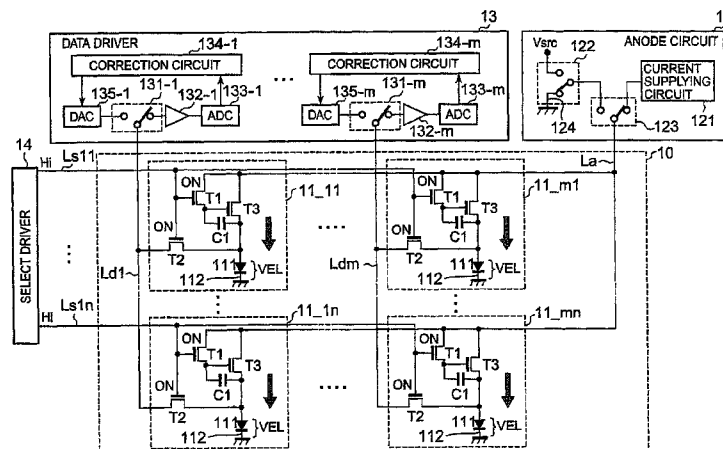 13
1
DATA DRIVER
134-1
134-m
CORRECTION CIRCUIT
CORRECTION CIRCUIT
...
135-1
131-1
132-1
133-1
135-m
131-m
132-m
133-m
DAC
ADC
DAC
ADC
Vsrc
122
ANODE CIRCUIT
CURRENT
SUPPLYING
CIRCUIT
121
124
123
14
Hi
Ls11
La
10
SELECT DRIVER
ON
T1
T3
C1
ON
T2
111
112
VEL
11_11
....
ON
T1
T3
C1
ON
T2
111
112
VEL
11_m1
Ld1
Ldm
Ls1n
Hi
11_1n
11_mn
ON
T1
T3
C1
ON
T2
111
112
VEL
....
ON
T1
T3
C1
ON
T2
111
112
VEL